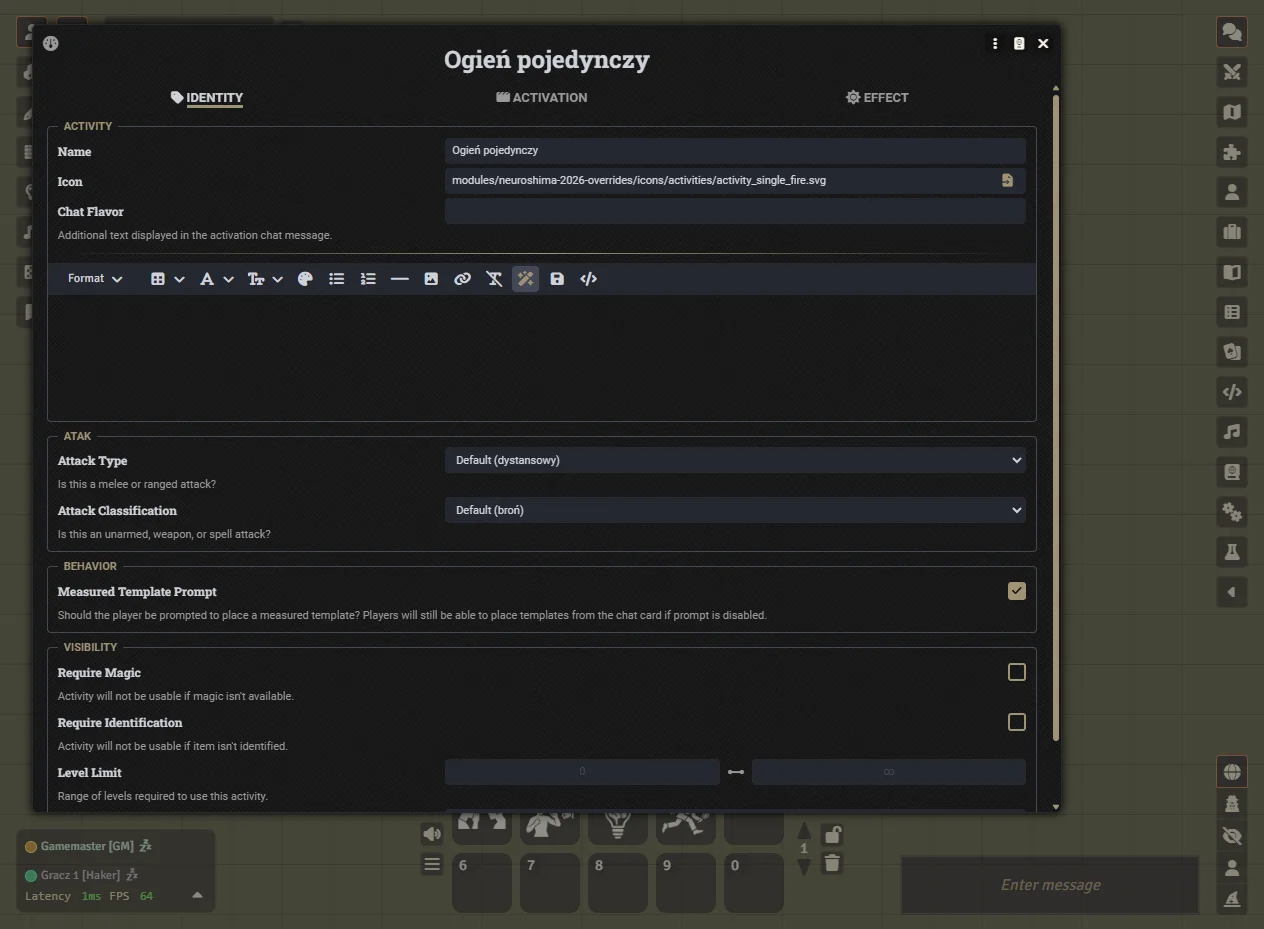 Ogień pojedynczy
IDENTITY
ACTIVATION
EFFECT
ACTIVITY
Name
Ogień pojedynczy
Icon
modules/neuroshima-2026-overrides/icons/activities/activity_single_fire.svg
Chat Flavor
Additional text displayed in the activation chat message.
Format
ATAK
Attack Type
Default (dystansowy)
Is this a melee or ranged attack?
Attack Classification
Default (broń)
Is this an unarmed, weapon, or spell attack?
BEHAVIOR
Measured Template Prompt
Should the player be prompted to place a measured template? Players will still be able to place templates from the chat card if prompt is disabled.
VISIBILITY
Require Magic
Activity will not be usable if magic isn't available.
Require Identification
Activity will not be usable if item isn't identified.
Level Limit
0
∞
Range of levels required to use this activity.
Gamemaster [GM]
Gracz 1 [Haker]
Latency 1ms FPS 64
6
7
8
9
0
1
Enter message